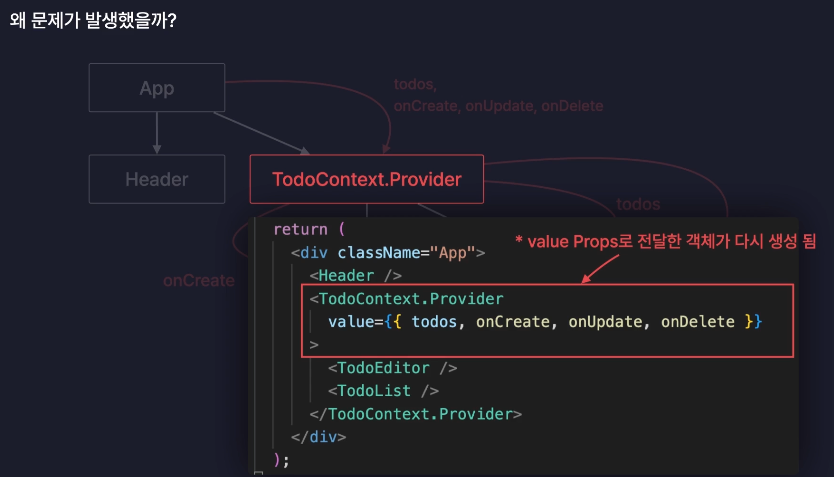 왜 문제가 발생했을까?
App
todos,
onCreate, onUpdate, onDelete
Header
TodoContext.Provider
todos
onCreate
* value Props로 전달한 객체가 다시 생성 됨
return (
<div className="App">
<Header />
<TodoContext.Provider
value={{ todos, onCreate, onUpdate, onDelete }}
>
<TodoEditor />
<TodoList />
</TodoContext.Provider>
</div>
);